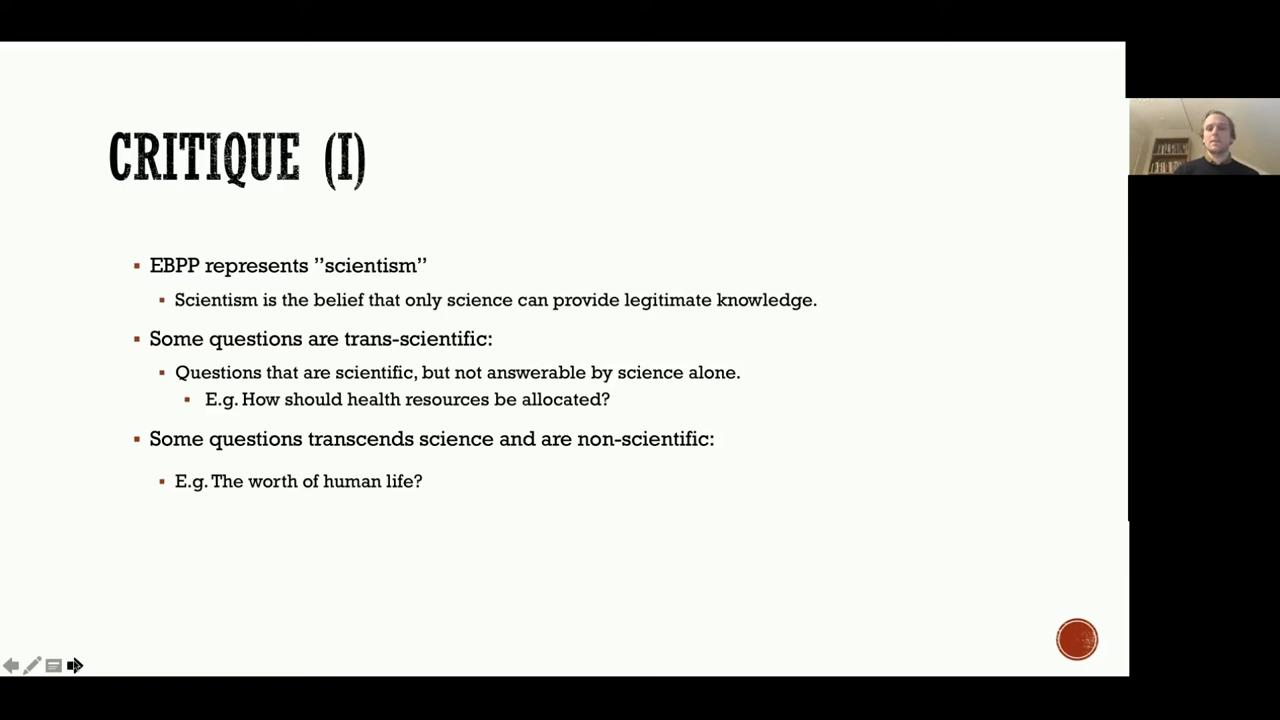 CRITIQUE (I)
EBPP represents ”scientism”
Scientism is the belief that only science can provide legitimate knowledge.
Some questions are trans-scientific:
Questions that are scientific, but not answerable by science alone.
E.g. How should health resources be allocated?
Some questions transcends science and are non-scientific:
E.g. The worth of human life?